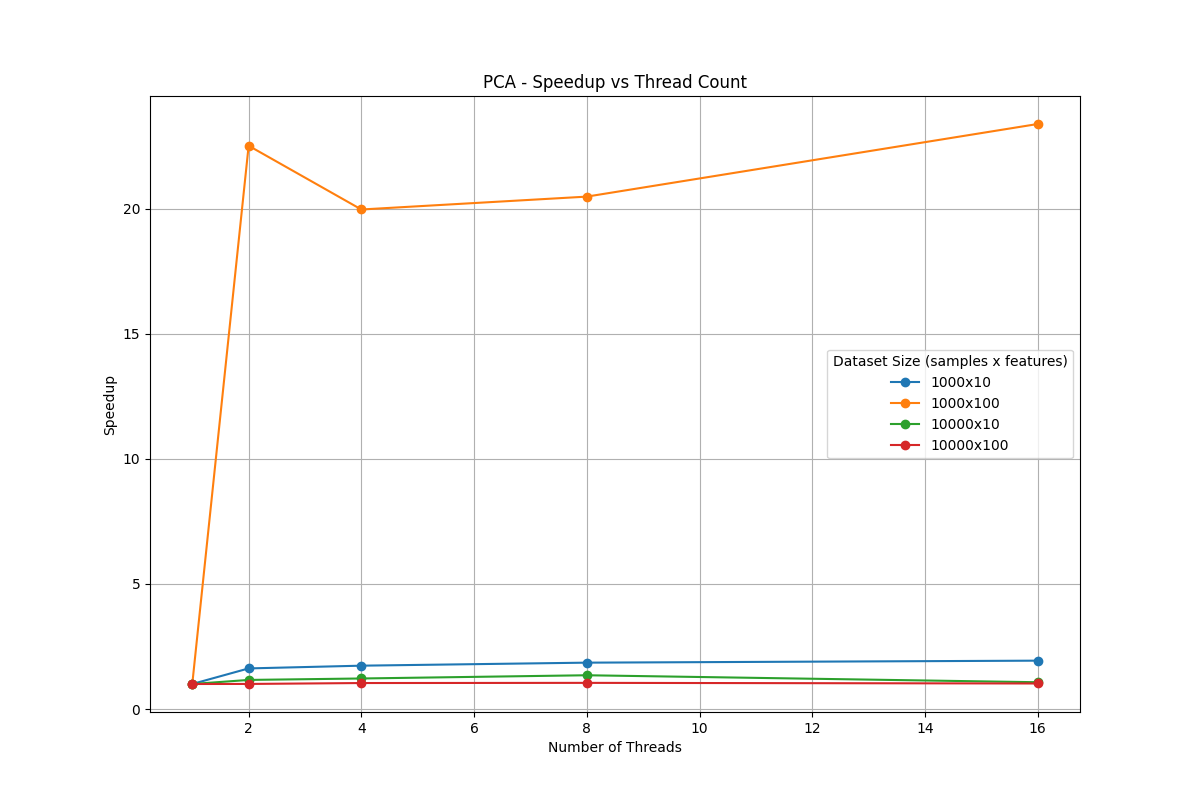 PCA - Speedup vs Thread Count
20
15
10
5
0
Speedup
Dataset Size (samples x features)
1000x10
1000x100
10000x10
10000x100
2 4 6 8 10 12 14 16
Number of Threads